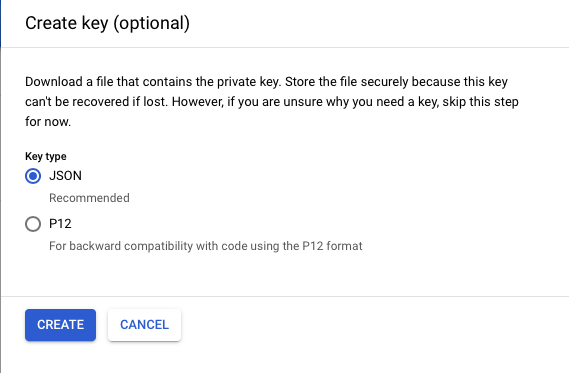 Create key (optional)
Download a file that contains the private key. Store the file securely because this key
can't be recovered if lost. However, if you are unsure why you need a key, skip this step
for now.
Key type
JSON
Recommended
P12
For backward compatibility with code using the P12 format
CREATE
CANCEL